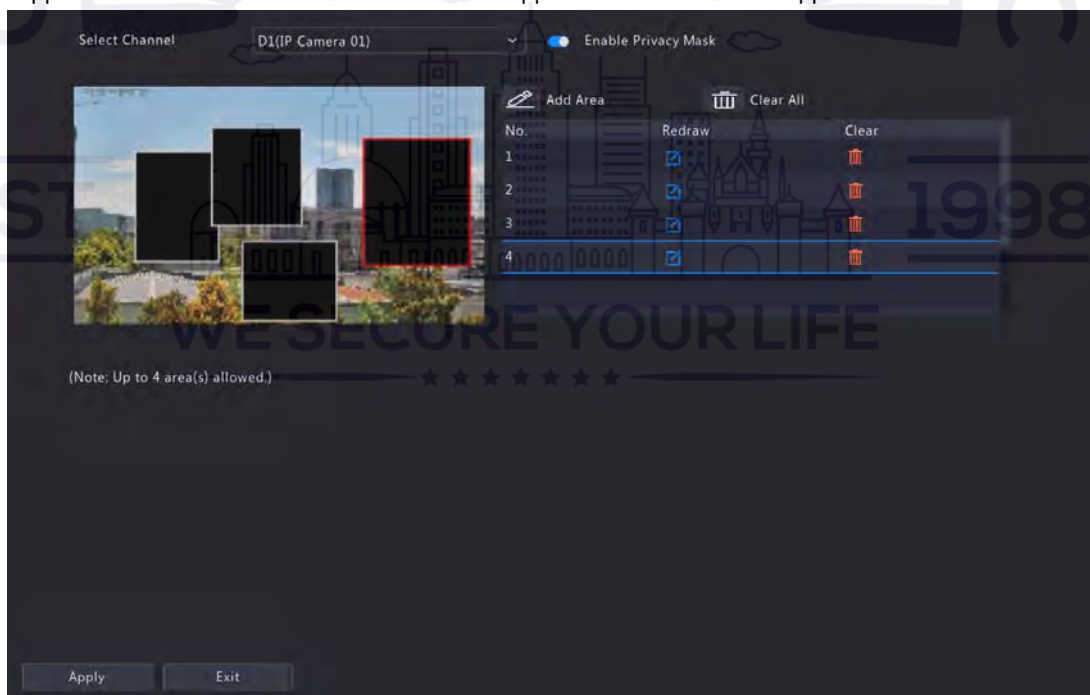 Select Channel D1(IP Camera 01) Enable Privacy Mask
Add Area Clear All
No. Redraw Clear
1
2
3
4
ST 1998
WE SECURE YOUR LIFE
(Note: Up to 4 area(s) allowed.)
Apply Exit